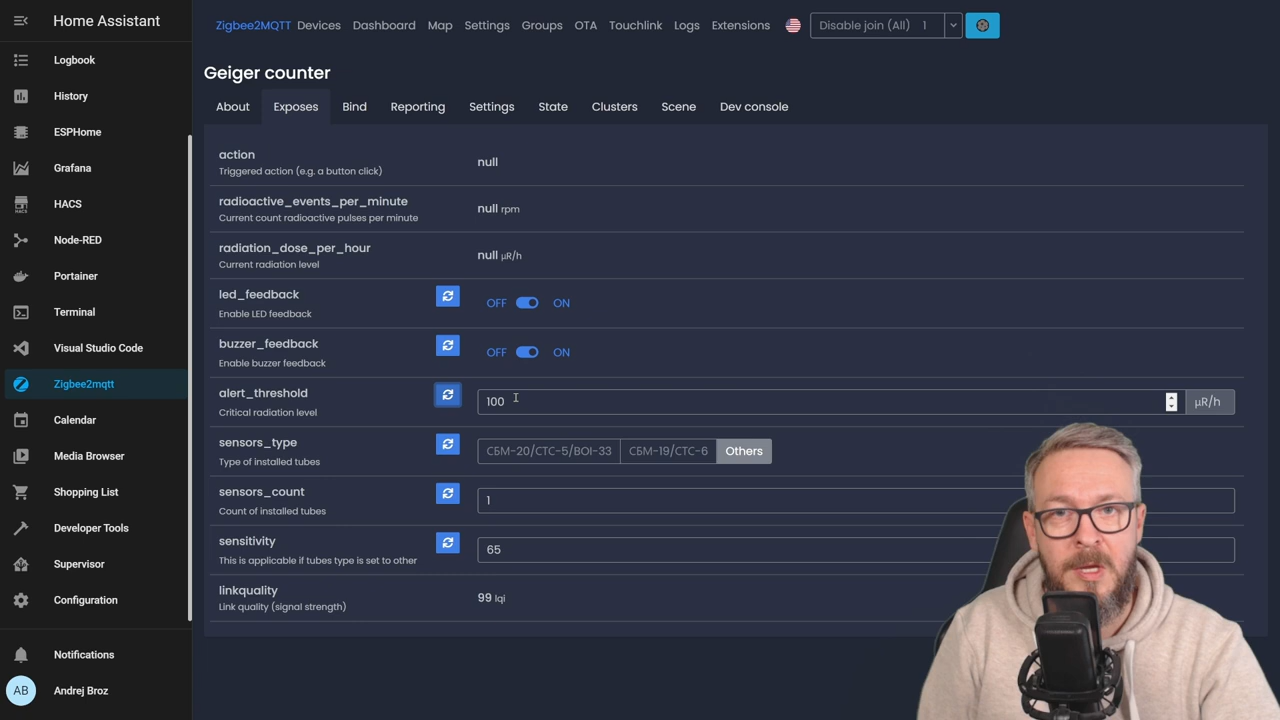 Home Assistant
Logbook
History
ESPHome
Grafana
HACS
HACS
Node-RED
Portainer
Terminal
Visual Studio Code
Zigbee2mqtt
Calendar
Media Browser
Shopping List
Developer Tools
Supervisor
Configuration
Notifications
AB Andrej Broz
Zigbee2MQTT Devices Dashboard Map Settings Groups OTA Touchlink Logs Extensions Disable join (All) 1
Geiger counter
About Exposes Bind Reporting Settings State Clusters Scene Dev console
action
Triggered action (e.g. a button click)
null
radioactive_events_per_minute
Current count radioactive pulses per minute
null rpm
radiation_dose_per_hour
Current radiation level
null μR/h
led_feedback
Enable LED feedback
OFF ON
buzzer_feedback
Enable buzzer feedback
OFF ON
alert_threshold
Critical radiation level
100 μR/h
sensors_type
Type of installed tubes
СБМ-20/СТС-5/BOI-33 СБМ-19/СТС-6 Others
sensors_count
Count of installed tubes
1
sensitivity
This is applicable if tubes type is set to other
65
linkquality
Link quality (signal strength)
99 lqi